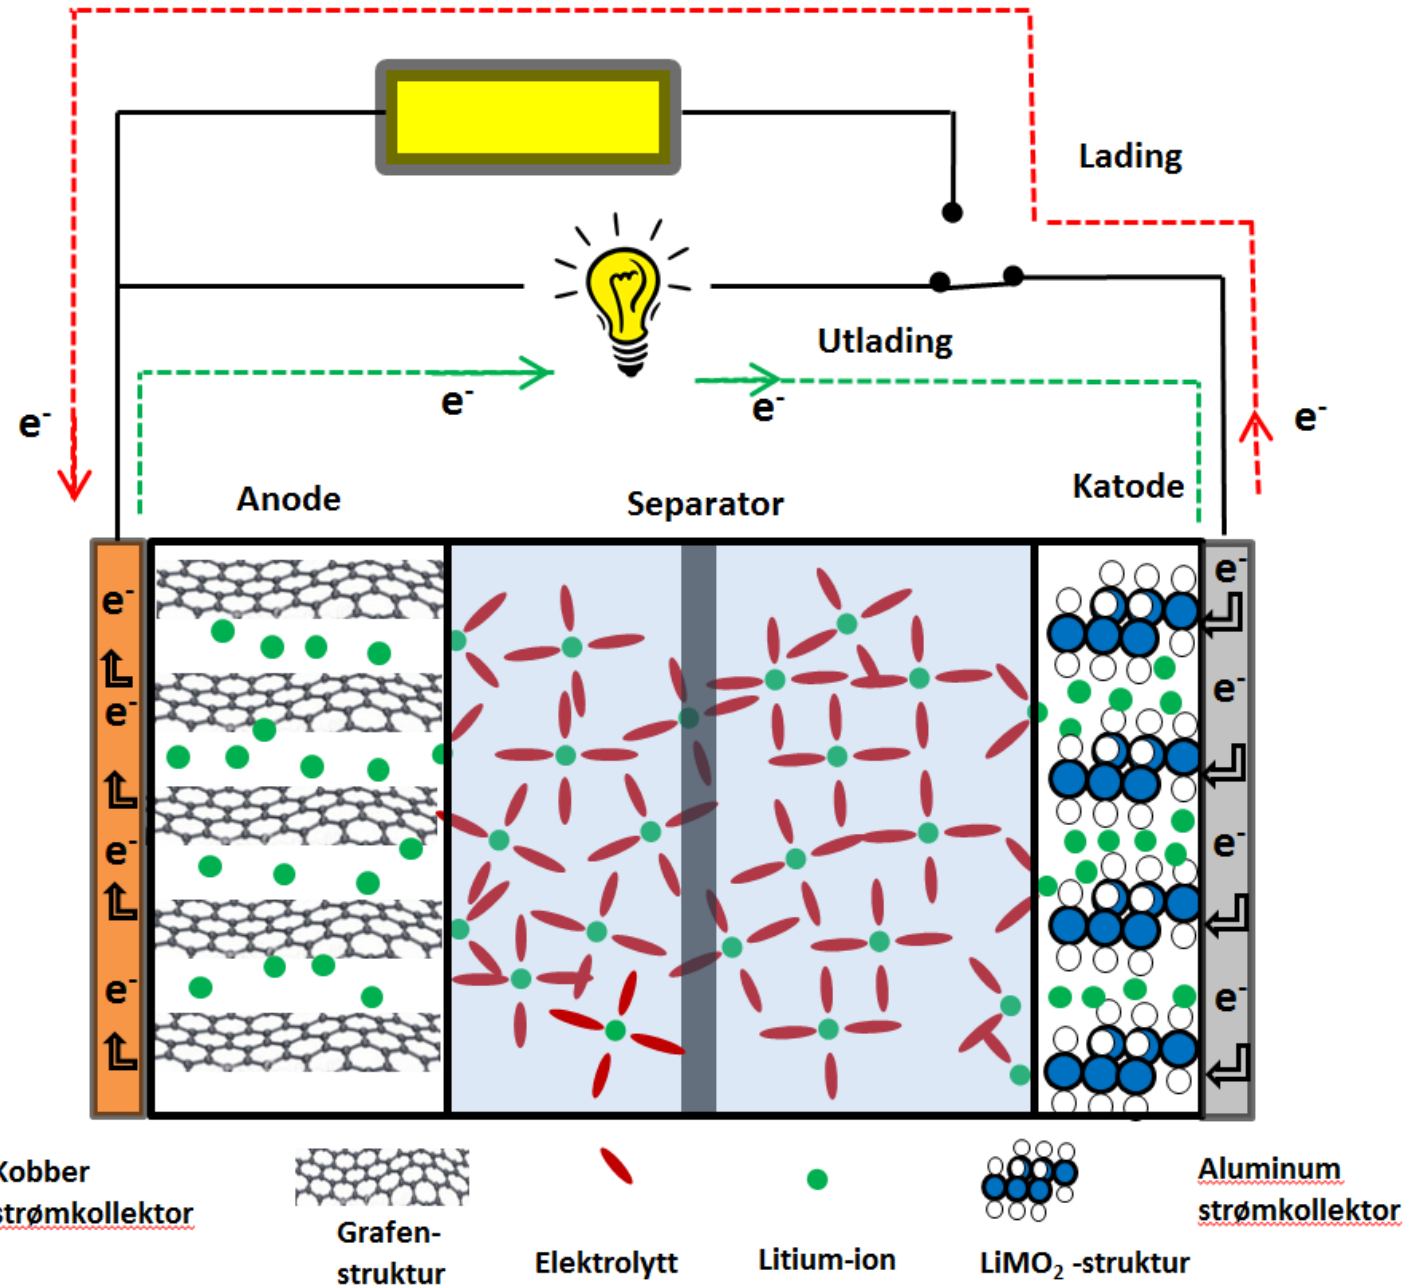 Lading
Utlading
e-
e-
e-
e-
Anode
Separator
Katode
e-
e-
e-
e-
e-
e-
e-
e-
Kobber
strømkollektor
Grafen-
struktur
Elektrolytt
Litium-ion
LiMO₂ -struktur
Aluminum
strømkollektor